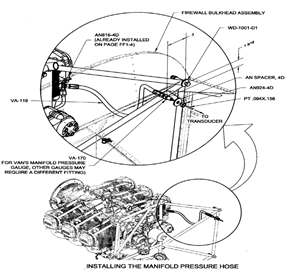 FIREWALL BULKHEAD ASSEMBLY
AN816-4D
(ALREADY INSTALLED
ON PAGE FF1-4)
WD-1001-D1
AN SPACER, 4D
AN924-4D
PT .094X.156
VA-119
TO
TRANSDUCER
VA-170
FOR VAN'S MANIFOLD PRESSURE
GAUGE, OTHER GAUGES MAY
REQUIRE A DIFFERENT FITTING)
INSTALLING THE MANIFOLD PRESSURE HOSE